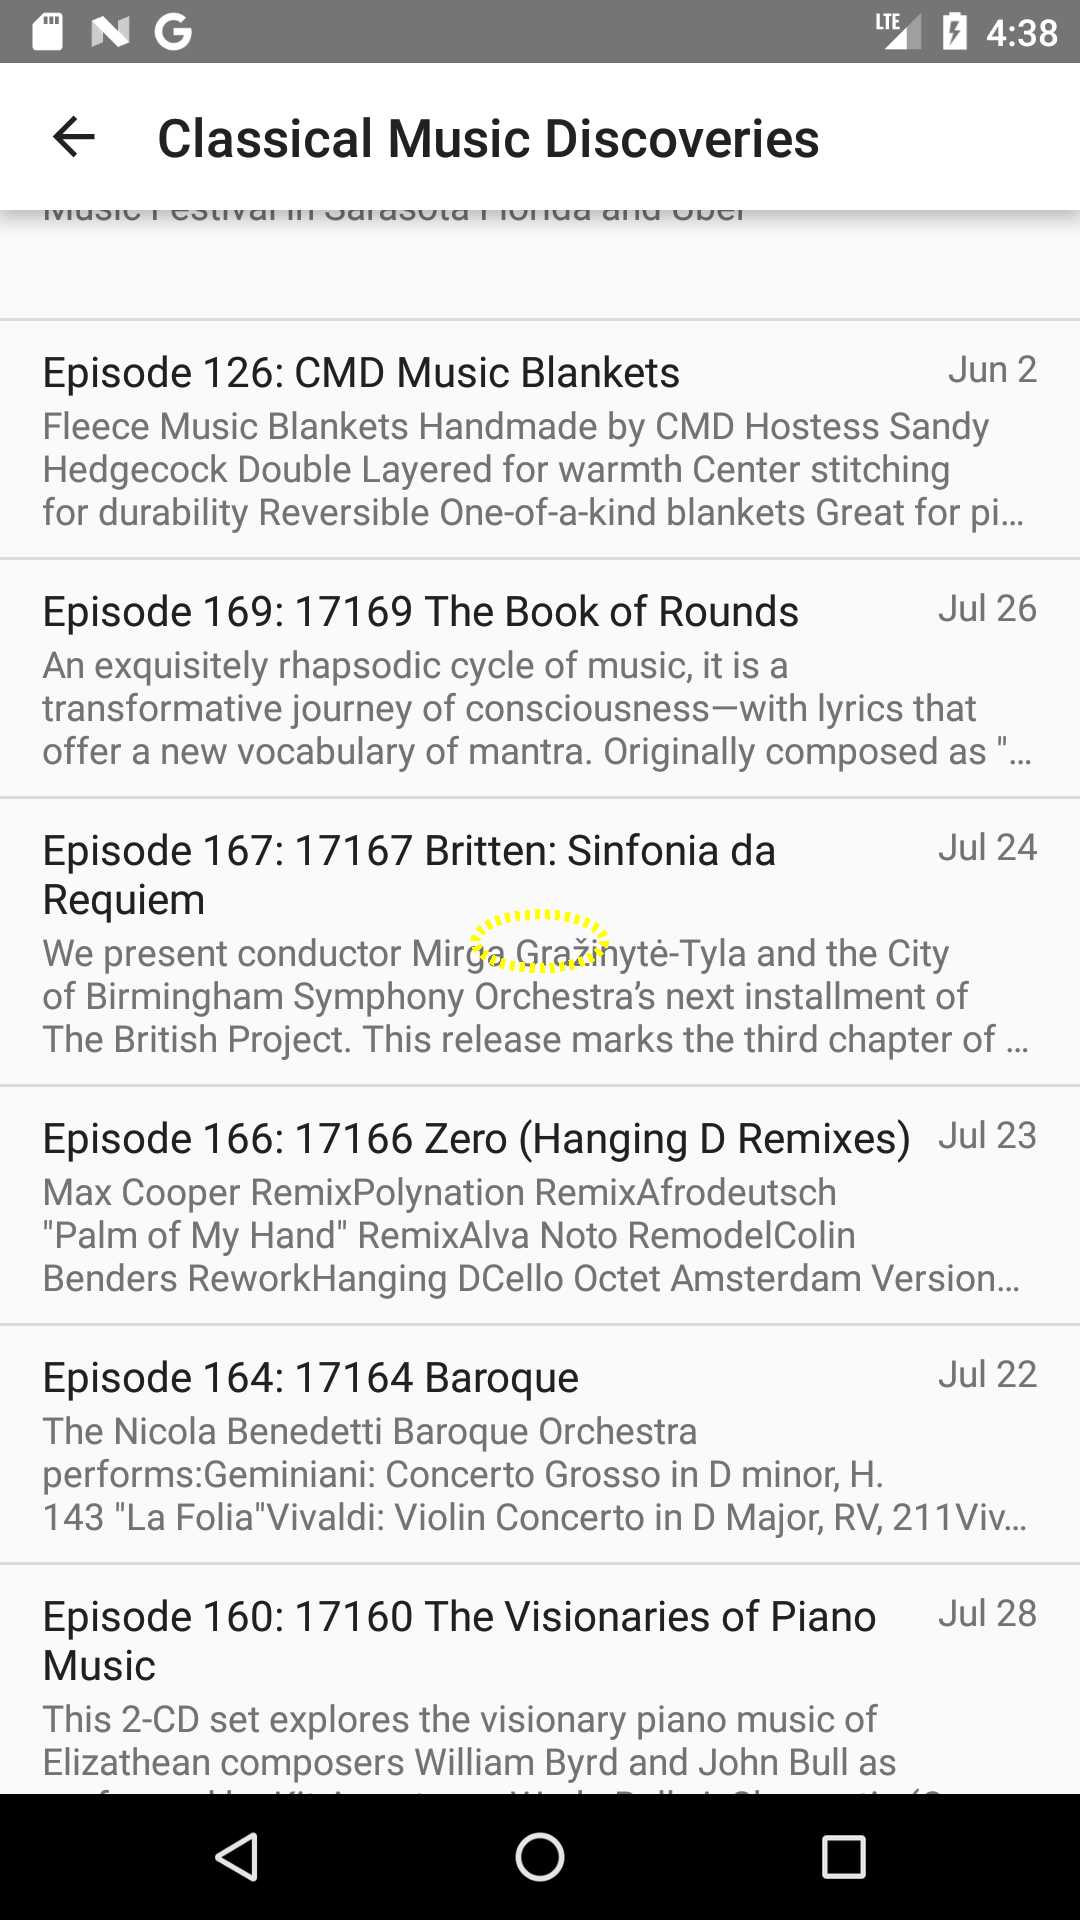 LTE 4:38
Classical Music Discoveries
Music Festival in Sarasota Florida and Uber
Episode 126: CMD Music Blankets
Jun 2
Fleece Music Blankets Handmade by CMD Hostess Sandy
Hedgecock Double Layered for warmth Center stitching
for durability Reversible One-of-a-kind blankets Great for pi…
Episode 169: 17169 The Book of Rounds
Jul 26
An exquisitely rhapsodic cycle of music, it is a
transformative journey of consciousness—with lyrics that
offer a new vocabulary of mantra. Originally composed as "…
Episode 167: 17167 Britten: Sinfonia da
Requiem
Jul 24
We present conductor Mirga Gražinytė-Tyla and the City
of Birmingham Symphony Orchestra’s next installment of
The British Project. This release marks the third chapter of …
Episode 166: 17166 Zero (Hanging D Remixes)
Jul 23
Max Cooper RemixPolynation RemixAfrodeutsch
"Palm of My Hand" RemixAlva Noto RemodelColin
Benders ReworkHanging DCello Octet Amsterdam Version…
Episode 164: 17164 Baroque
Jul 22
The Nicola Benedetti Baroque Orchestra
performs:Geminiani: Concerto Grosso in D minor, H.
143 "La Folia"Vivaldi: Violin Concerto in D Major, RV, 211Viv…
Episode 160: 17160 The Visionaries of Piano
Music
Jul 28
This 2-CD set explores the visionary piano music of
Elizathean composers William Byrd and John Bull as